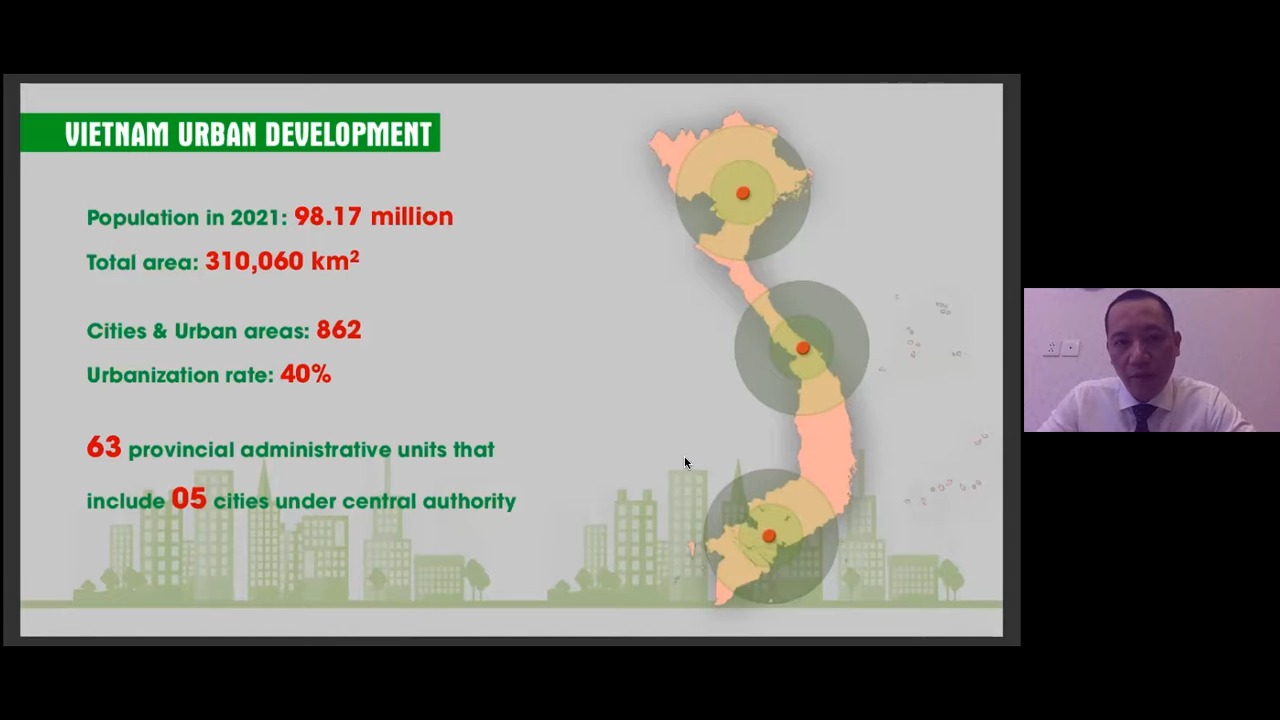 VIETNAM URBAN DEVELOPMENT
Population in 2021: 98.17 million
Total area: 310,060 km²
Cities & Urban areas: 862
Urbanization rate: 40%
63 provincial administrative units that
include 05 cities under central authority